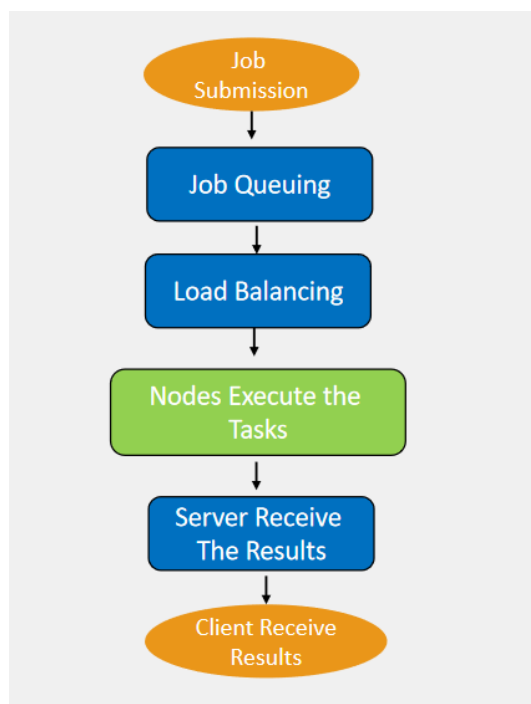 Job
Submission
Job Queuing
Load Balancing
Nodes Execute the
Tasks
Server Receive
The Results
Client Receive
Results